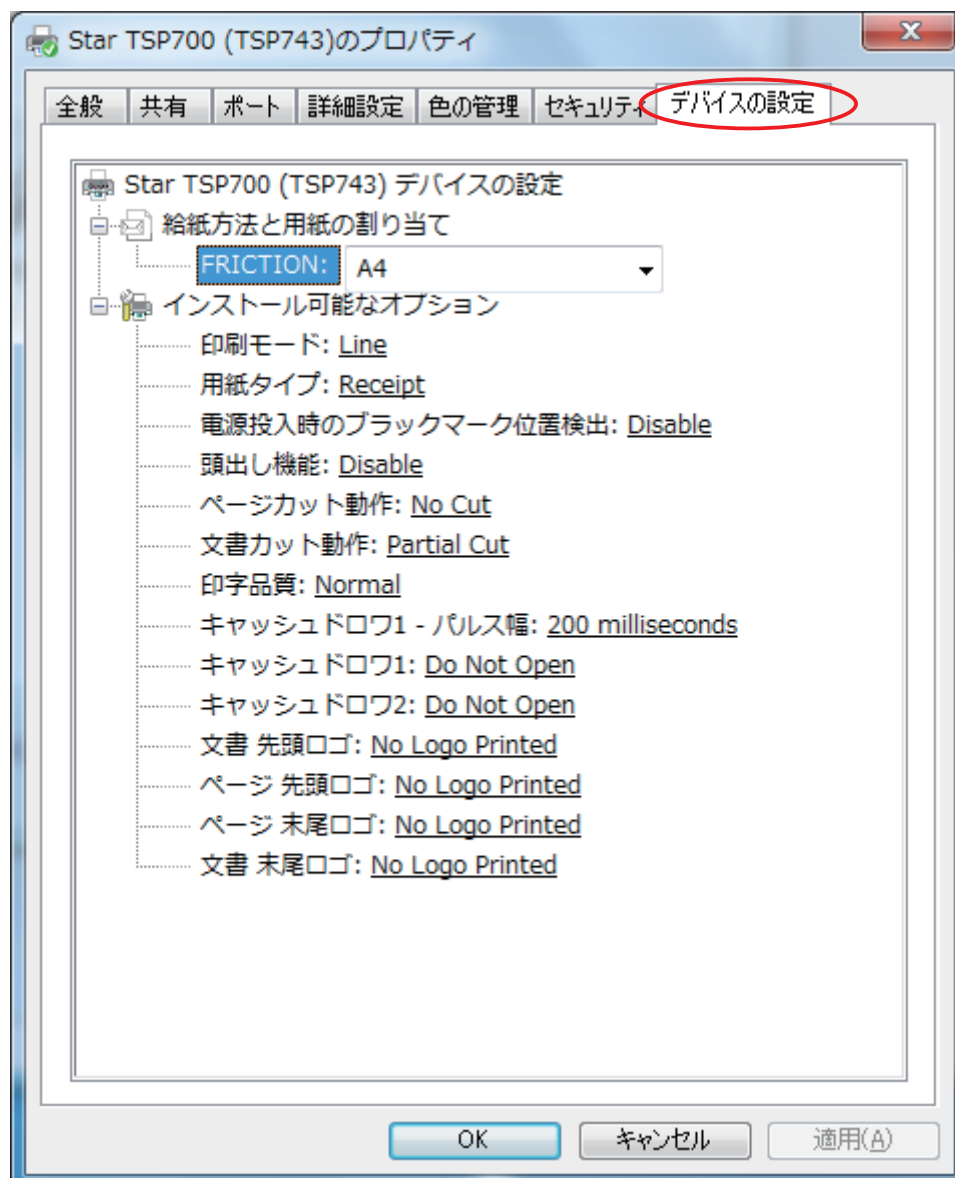 Star TSP700 (TSP743)のプロパティ
全般 共有 ポート 詳細設定 色の管理 セキュリティ デバイスの設定
Star TSP700 (TSP743) デバイスの設定
給紙方法と用紙の割り当て
FRICTION: A4
インストール可能なオプション
印刷モード: Line
用紙タイプ: Receipt
電源投入時のブラックマーク位置検出: Disable
頭出し機能: Disable
ページカット動作: No Cut
文書カット動作: Partial Cut
印字品質: Normal
キャッシュドロワ1 - パルス幅: 200 milliseconds
キャッシュドロワ1: Do Not Open
キャッシュドロワ2: Do Not Open
文書 先頭ロゴ: No Logo Printed
ページ 先頭ロゴ: No Logo Printed
ページ 末尾ロゴ: No Logo Printed
文書 末尾ロゴ: No Logo Printed
OK キャンセル 適用(A)